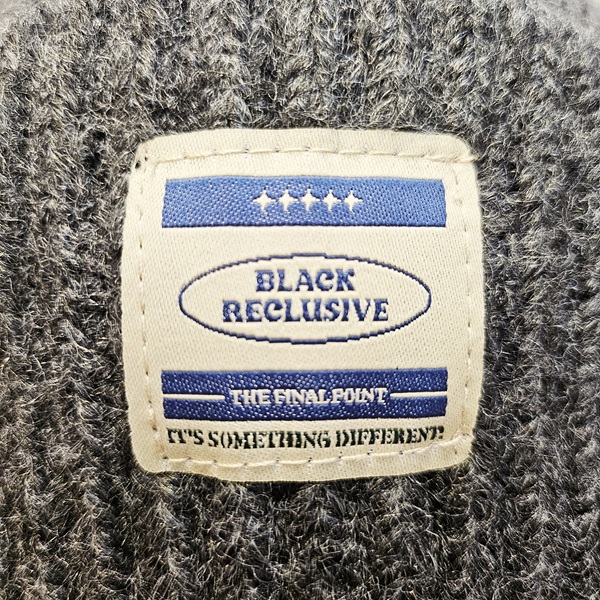 BLACK
RECLUSIVE
THE FINAL POINT
IT'S SOMETHING DIFFERENT!